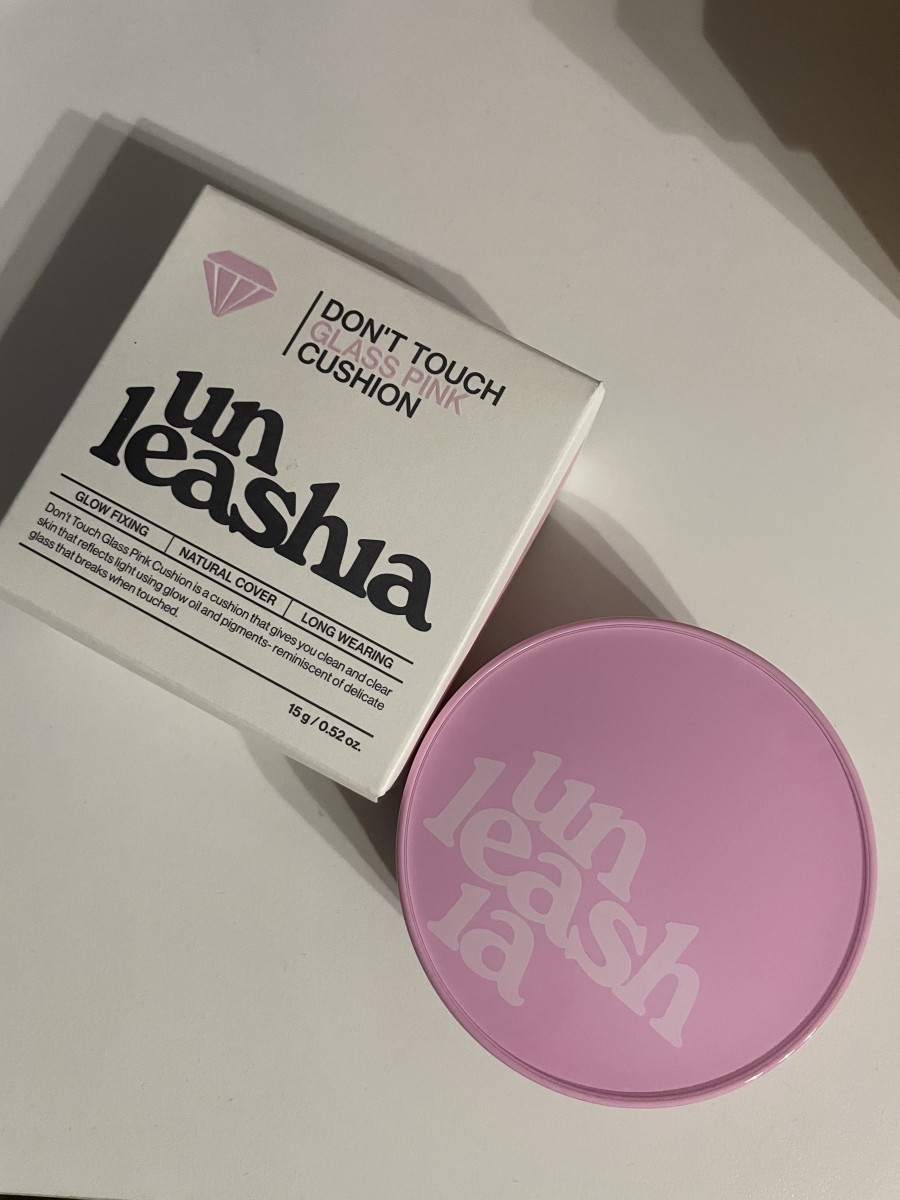 DON'T TOUCH
GLASS PINK
CUSHION
un
leashia
GLOW FIXING | NATURAL COVER | LONG WEARING
Don't Touch Glass Pink Cushion is a cushion that gives you clean and clear
skin that reflects light using glow oil and pigments- reminiscent of delicate
glass that breaks when touched.
15 g / 0.52 oz.
un
leash
ia